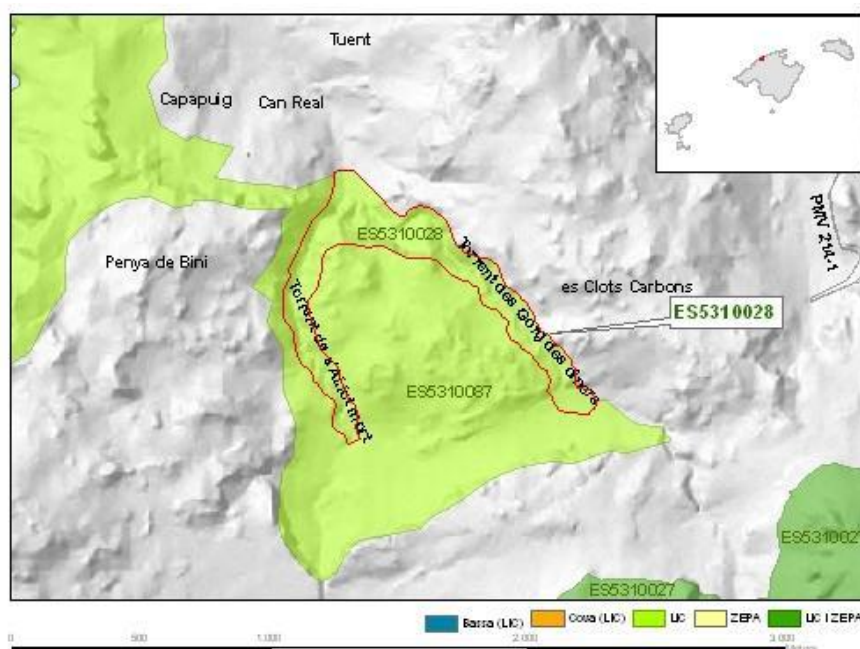 Tuent
Capapuig
Can Real
PMV 214-1
ES5310028
Torrent des Gorg des diners
Penya de Bini
es Clots Carbons
Torrent de s'Al·lot mort
ES5310028
ES5310087
ES5310027
ES5310027
Bassa (LIC)
Cova (LIC)
LIC
ZEPA
LIC I ZEPA
0
500
1.000
2.000
3.000